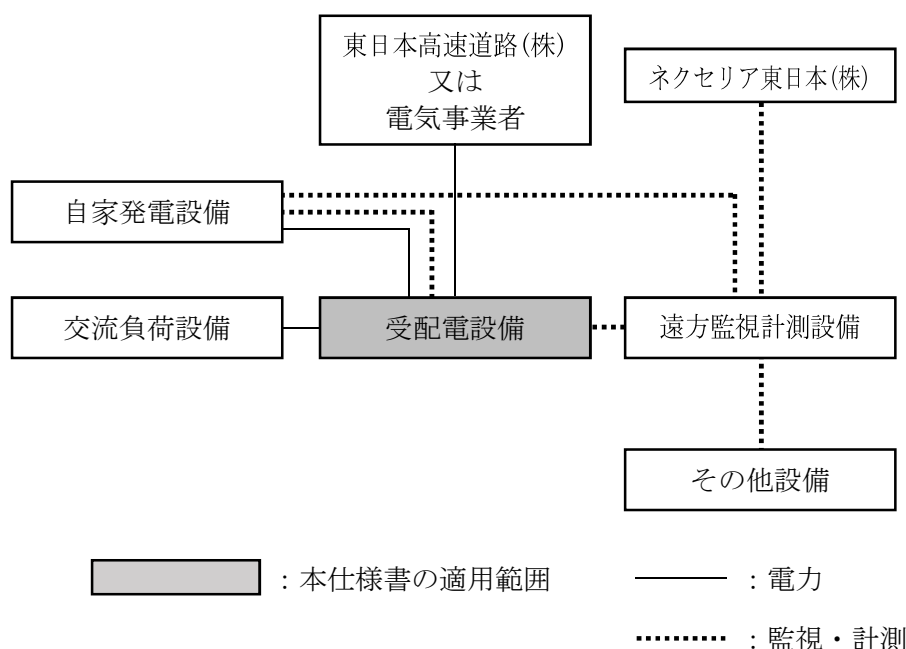 東日本高速道路(株)
又は
電気事業者
ネクセリア東日本(株)
自家発電設備
交流負荷設備
受配電設備
遠方監視計測設備
その他設備
：本仕様書の適用範囲
：電力
：監視・計測